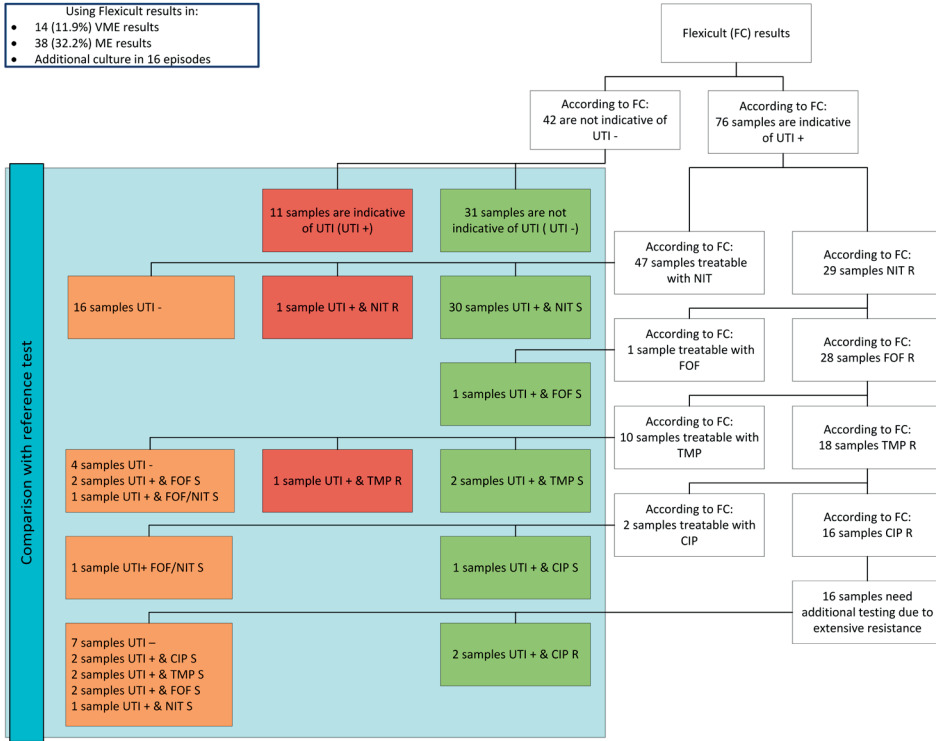 Using Flexicult results in:
• 14 (11.9%) VME results
• 38 (32.2%) ME results
• Additional culture in 16 episodes
Flexicult (FC) results
According to FC:
42 are not indicative of
UTI -
According to FC:
76 samples are indicative
of UTI +
Comparison with reference test
11 samples are indicative
of UTI (UTI +)
31 samples are not
indicative of UTI ( UTI -)
According to FC:
47 samples treatable
with NIT
According to FC:
29 samples NIT R
16 samples UTI -
1 sample UTI + & NIT R
30 samples UTI + & NIT S
According to FC:
1 sample treatable with
FOF
According to FC:
28 samples FOF R
1 samples UTI + & FOF S
According to FC:
10 samples treatable with
TMP
According to FC:
18 samples TMP R
4 samples UTI -
2 samples UTI + & FOF S
1 sample UTI + & FOF/NIT S
1 sample UTI + & TMP R
2 samples UTI + & TMP S
According to FC:
2 samples treatable with
CIP
According to FC:
16 samples CIP R
1 sample UTI+ FOF/NIT S
1 samples UTI + & CIP S
16 samples need
additional testing due to
extensive resistance
7 samples UTI –
2 samples UTI + & CIP S
2 samples UTI + & TMP S
2 samples UTI + & FOF S
1 sample UTI + & NIT S
2 samples UTI + & CIP R